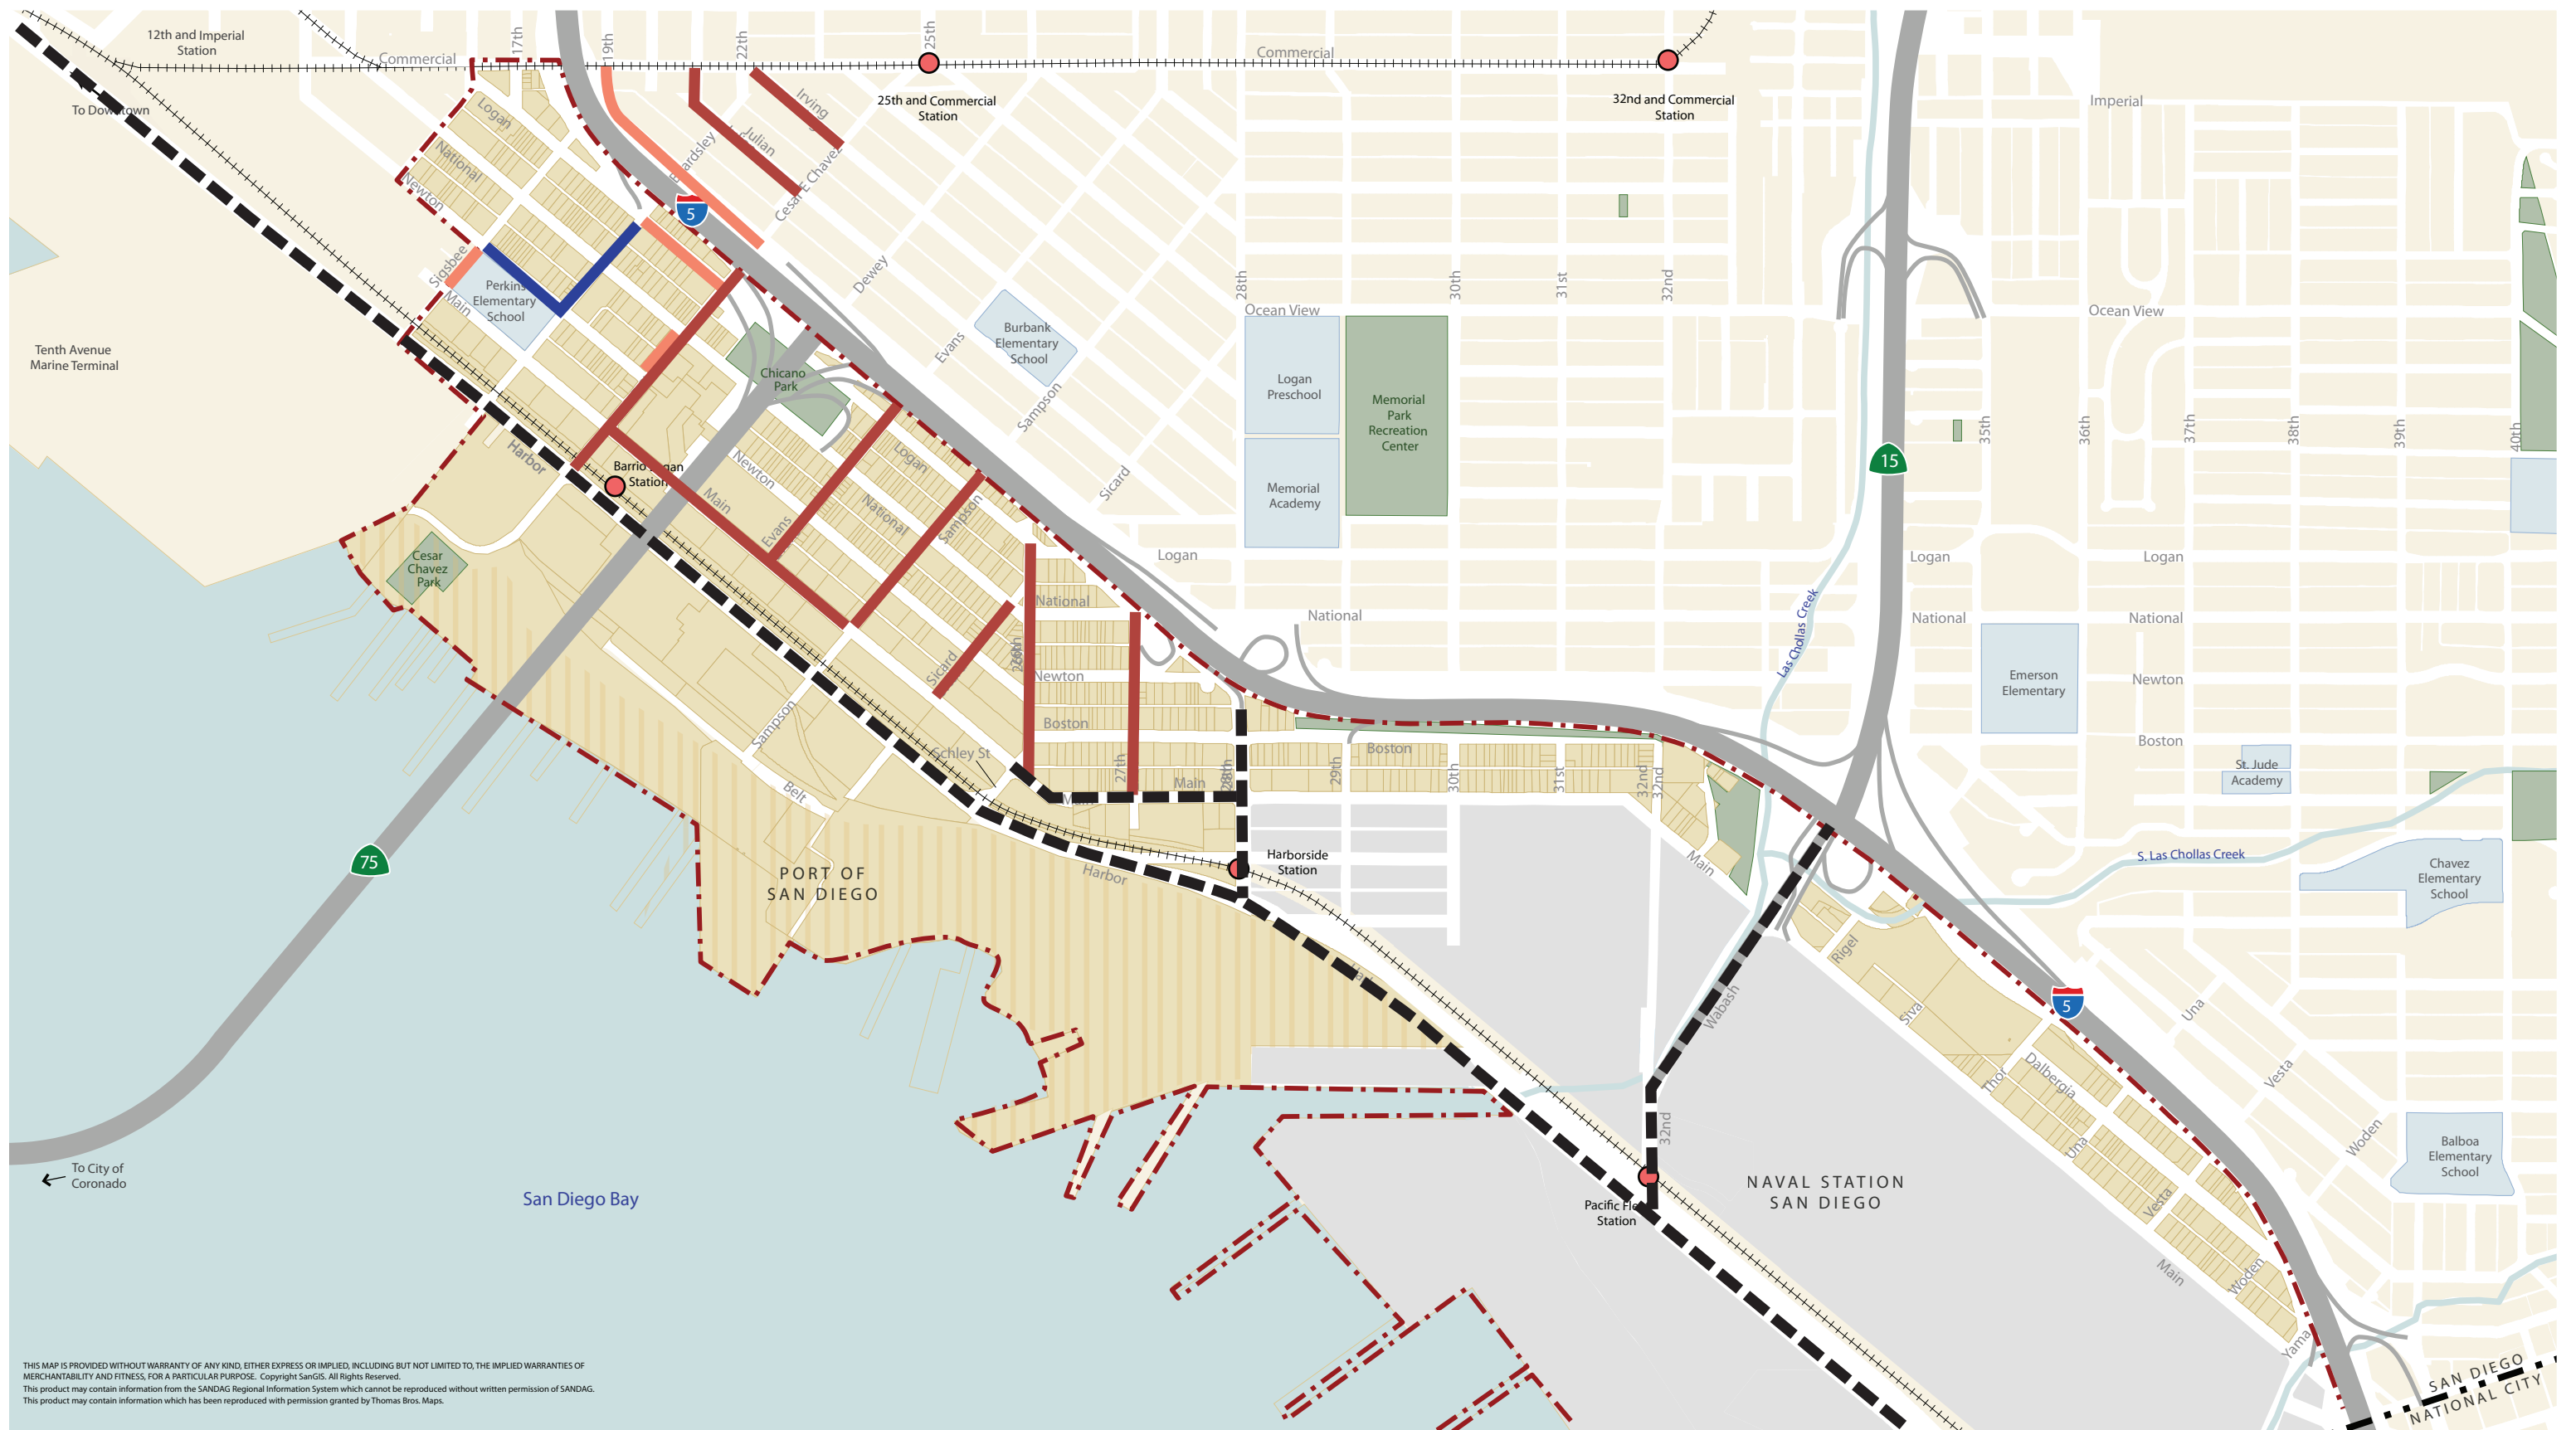 12th and Imperial
Station
To Downtown
Commercial
17th
19th
22th
25th
Commercial
25th and Commercial
Station
32nd and Commercial
Station
Imperial
Logan
National
Newton
Irving
Julian
Beardsley
Cesar E Chavez
5
Sigsbee
Main
Perkins
Elementary
School
Tenth Avenue
Marine Terminal
Dewey
Evans
Sampson
Sicard
Burbank
Elementary
School
28th
Ocean View
30th
31st
32nd
Ocean View
Logan
Preschool
Memorial
Academy
Memorial
Park
Recreation
Center
15
35th
36th
37th
38th
39th
40th
Chicano
Park
Harbor
Barrio Logan
Station
Newton
Main
Evans
Logan
National
Sampson
Cesar
Chavez
Park
Logan
National
Logan
National
Logan
National
Newton
Boston
Las Chollas Creek
Emerson
Elementary
St. Jude
Academy
National
26th
Sicard
Newton
Boston
Schley St
27th
Main
Main
28th
Boston
29th
30th
31st
32nd
32nd
Sampson
Belt
75
PORT OF
SAN DIEGO
Harbor
Harborside
Station
Main
S. Las Chollas Creek
Chavez
Elementary
School
Rigel
Siva
Wabash
5
Una
Vesta
Woden
Thor
Dalbergia
Una
Vesta
Woden
Main
Yama
Balboa
Elementary
School
32nd
NAVAL STATION
SAN DIEGO
Pacific Fleet
Station
To City of
Coronado
San Diego Bay
SAN DIEGO
NATIONAL CITY
THIS MAP IS PROVIDED WITHOUT WARRANTY OF ANY KIND, EITHER EXPRESS OR IMPLIED, INCLUDING BUT NOT LIMITED TO, THE IMPLIED WARRANTIES OF
MERCHANTABILITY AND FITNESS, FOR A PARTICULAR PURPOSE. Copyright SanGIS. All Rights Reserved.
This product may contain information from the SANDAG Regional Information System which cannot be reproduced without written permission of SANDAG.
This product may contain information which has been reproduced with permission granted by Thomas Bros. Maps.